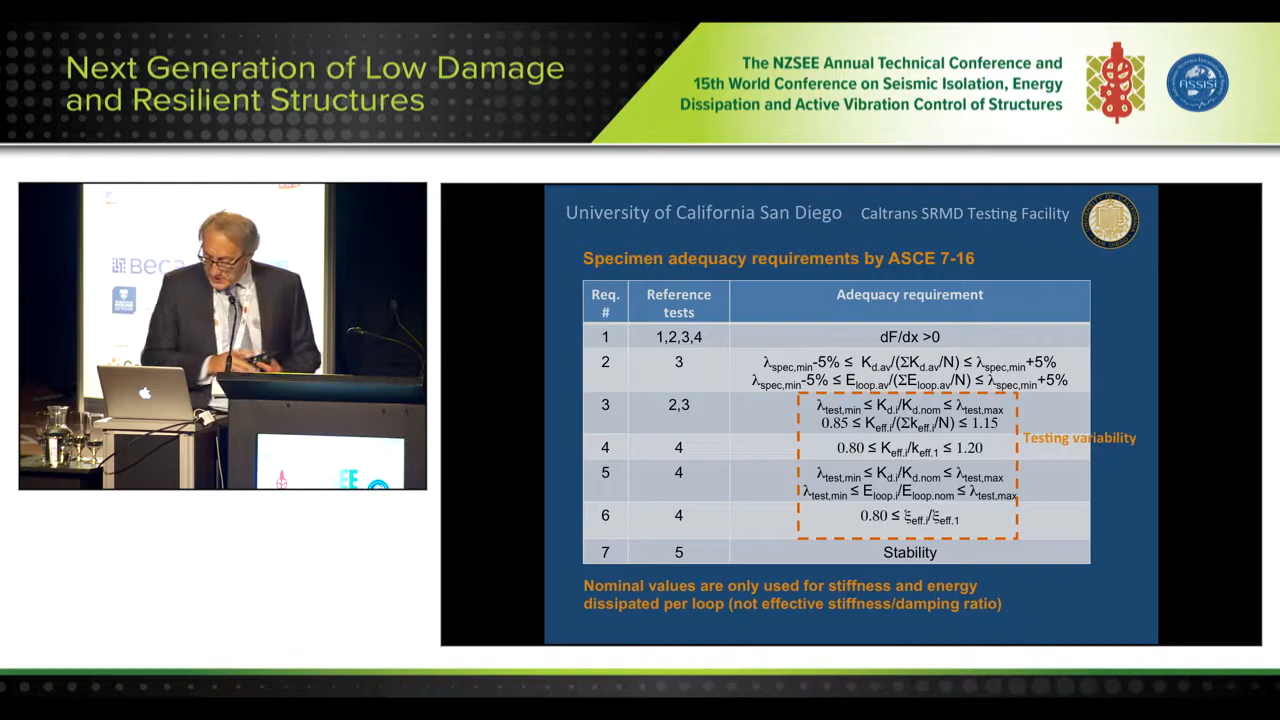 Next Generation of Low Damage
and Resilient Structures
The NZSEE Annual Technical Conference and
15th World Conference on Seismic Isolation, Energy
Dissipation and Active Vibration Control of Structures
ASSISi
Beca
University of California San Diego Caltrans SRMD Testing Facility
Specimen adequacy requirements by ASCE 7-16
Req. # Reference tests Adequacy requirement
1 1,2,3,4 dF/dx >0
2 3 λspec,min-5% ≤ Kd.av/(ΣKd.av/N) ≤ λspec,min+5%
λspec,min-5% ≤ Eloop.av/(ΣEloop.av/N) ≤ λspec,min+5%
3 2,3 λtest,min ≤ Kd.i/Kd.nom ≤ λtest,max
0.85 ≤ Keff.i/(Σkeff.i/N) ≤ 1.15
Testing variability
4 4 0.80 ≤ Keff.i/keff.1 ≤ 1.20
5 4 λtest,min ≤ Kd.i/Kd.nom ≤ λtest,max
λtest,min ≤ Eloop.i/Eloop.nom ≤ λtest,max
6 4 0.80 ≤ ξeff.i/ξeff.1
7 5 Stability
Nominal values are only used for stiffness and energy
dissipated per loop (not effective stiffness/damping ratio)